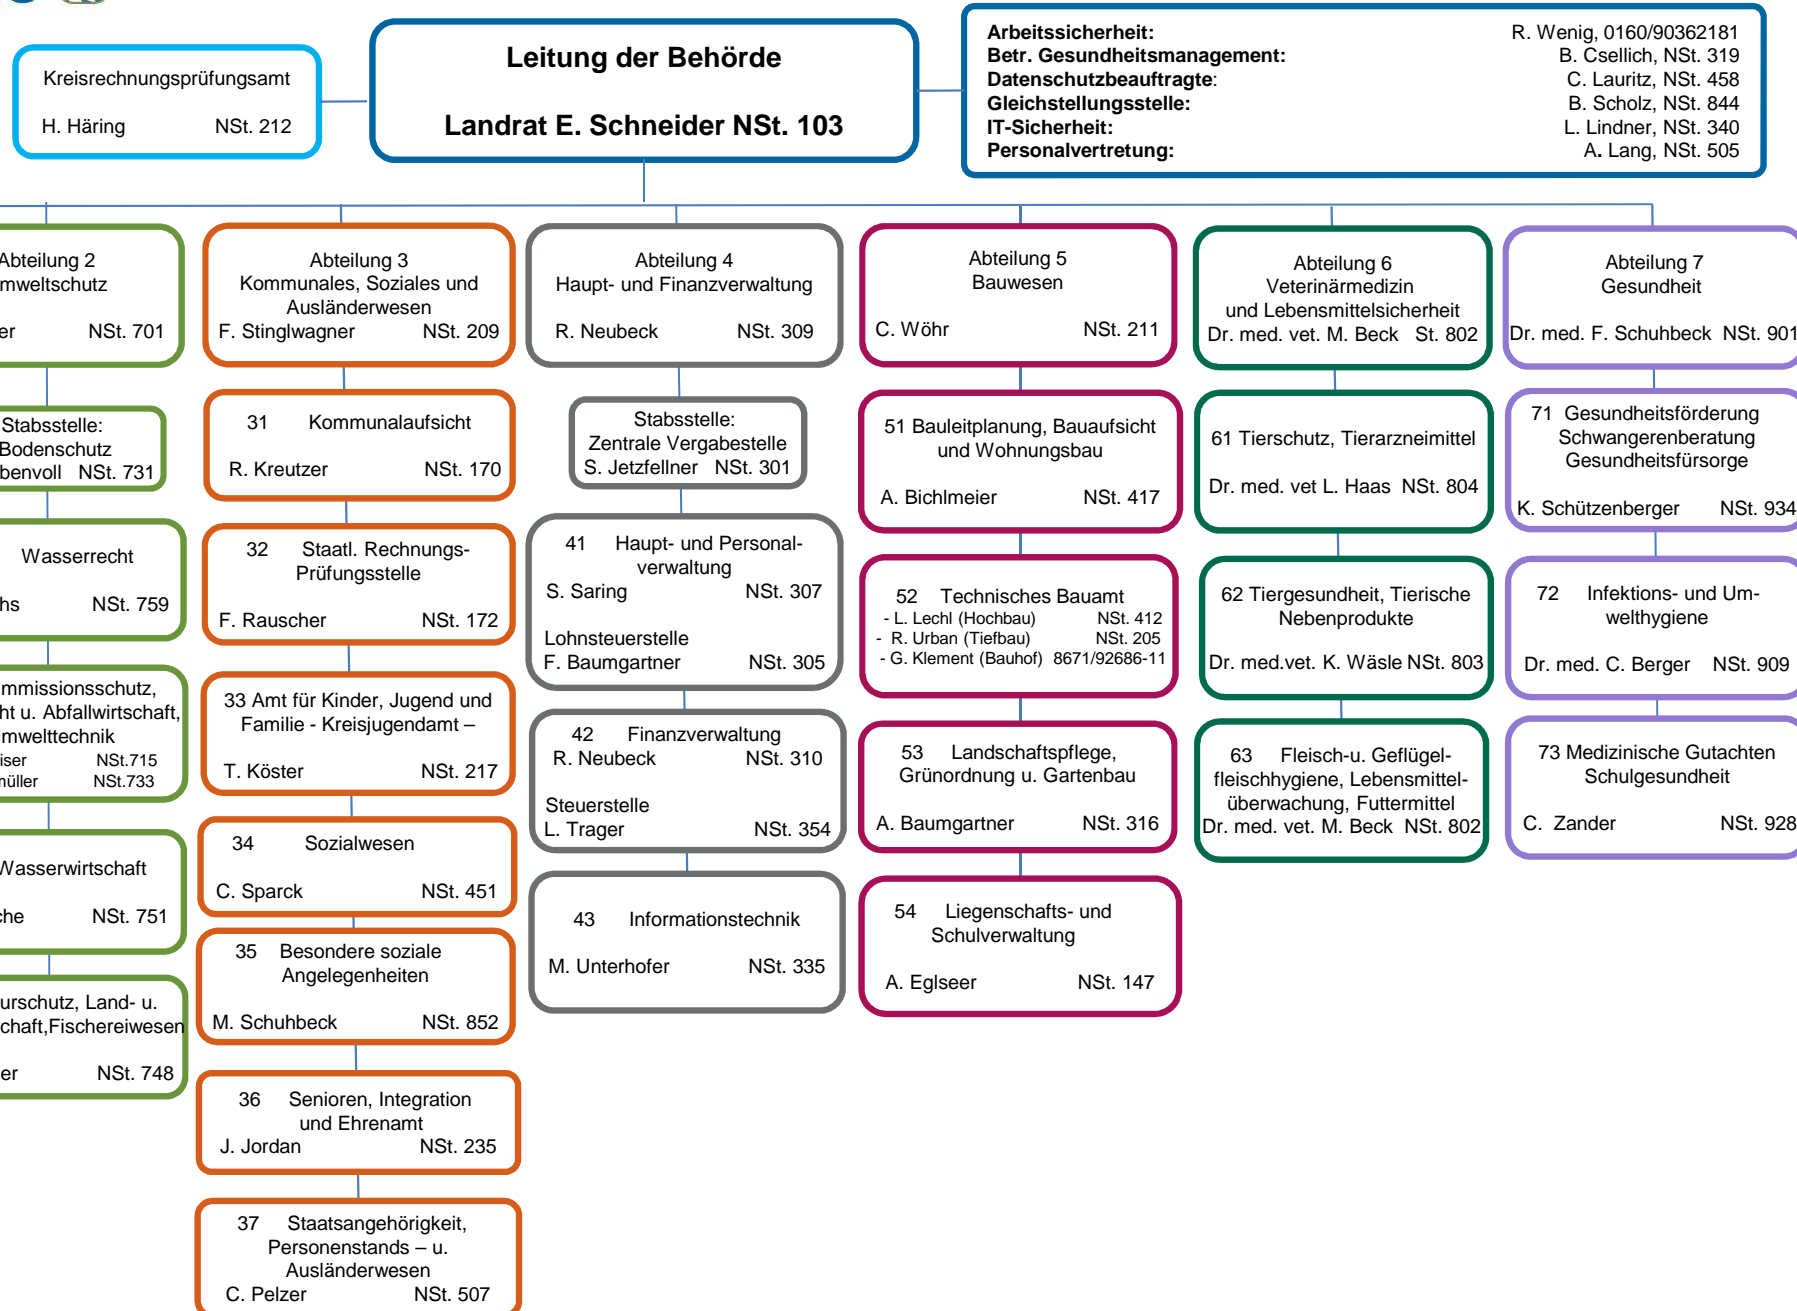 Kreisrechnungsprüfungsamt
H. Häring NSt. 212
Leitung der Behörde
Landrat E. Schneider NSt. 103
Arbeitssicherheit: R. Wenig, 0160/90362181
Betr. Gesundheitsmanagement: B. Csellich, NSt. 319
Datenschutzbeauftragte: C. Lauritz, NSt. 458
Gleichstellungsstelle: B. Scholz, NSt. 844
IT-Sicherheit: L. Lindner, NSt. 340
Personalvertretung: A. Lang, NSt. 505
Abteilung 2
mweltschutz
er NSt. 701
Stabsstelle:
Bodenschutz
benvoll NSt. 731
Wasserrecht
hs NSt. 759
mmissionsschutz,
ht u. Abfallwirtschaft,
mwelttechnik
iser NSt.715
müller NSt.733
Wasserwirtschaft
che NSt. 751
urschutz, Land- u.
chaft,Fischereiwesen
er NSt. 748
Abteilung 3
Kommunales, Soziales und
Ausländerwesen
F. Stinglwagner NSt. 209
31 Kommunalaufsicht
R. Kreutzer NSt. 170
32 Staatl. Rechnungs-
Prüfungsstelle
F. Rauscher NSt. 172
33 Amt für Kinder, Jugend und
Familie - Kreisjugendamt –
T. Köster NSt. 217
34 Sozialwesen
C. Sparck NSt. 451
35 Besondere soziale
Angelegenheiten
M. Schuhbeck NSt. 852
36 Senioren, Integration
und Ehrenamt
J. Jordan NSt. 235
37 Staatsangehörigkeit,
Personenstands – u.
Ausländerwesen
C. Pelzer NSt. 507
Abteilung 4
Haupt- und Finanzverwaltung
R. Neubeck NSt. 309
Stabsstelle:
Zentrale Vergabestelle
S. Jetzfellner NSt. 301
41 Haupt- und Personal-
verwaltung
S. Saring NSt. 307
Lohnsteuerstelle
F. Baumgartner NSt. 305
42 Finanzverwaltung
R. Neubeck NSt. 310
Steuerstelle
L. Trager NSt. 354
43 Informationstechnik
M. Unterhofer NSt. 335
Abteilung 5
Bauwesen
C. Wöhr NSt. 211
51 Bauleitplanung, Bauaufsicht
und Wohnungsbau
A. Bichlmeier NSt. 417
52 Technisches Bauamt
- L. Lechl (Hochbau) NSt. 412
- R. Urban (Tiefbau) NSt. 205
- G. Klement (Bauhof) 8671/92686-11
53 Landschaftspflege,
Grünordnung u. Gartenbau
A. Baumgartner NSt. 316
54 Liegenschafts- und
Schulverwaltung
A. Eglseer NSt. 147
Abteilung 6
Veterinärmedizin
und Lebensmittelsicherheit
Dr. med. vet. M. Beck St. 802
61 Tierschutz, Tierarzneimittel
Dr. med. vet L. Haas NSt. 804
62 Tiergesundheit, Tierische
Nebenprodukte
Dr. med.vet. K. Wäsle NSt. 803
63 Fleisch-u. Geflügel-
fleischhygiene, Lebensmittel-
überwachung, Futtermittel
Dr. med. vet. M. Beck NSt. 802
Abteilung 7
Gesundheit
Dr. med. F. Schuhbeck NSt. 901
71 Gesundheitsförderung
Schwangerenberatung
Gesundheitsfürsorge
K. Schützenberger NSt. 934
72 Infektions- und Um-
welthygiene
Dr. med. C. Berger NSt. 909
73 Medizinische Gutachten
Schulgesundheit
C. Zander NSt. 928